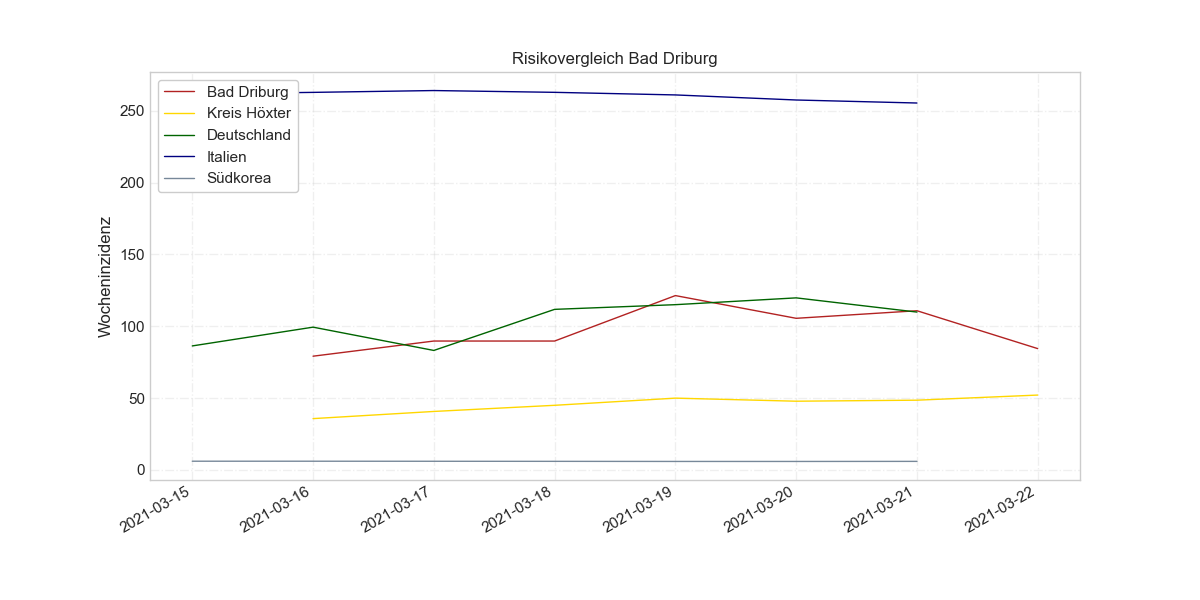 Risikovergleich Bad Driburg
Bad Driburg
Kreis Höxter
Deutschland
Italien
Südkorea
Wocheninzidenz
250
200
150
100
50
0
2021-03-15
2021-03-16
2021-03-17
2021-03-18
2021-03-19
2021-03-20
2021-03-21
2021-03-22